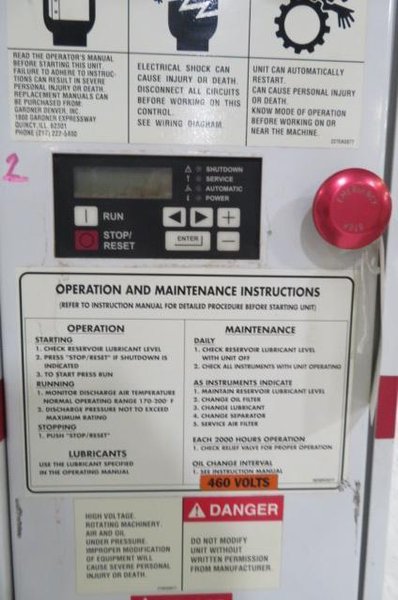 READ THE OPERATOR'S MANUAL
BEFORE STARTING THIS UNIT
FAILURE TO ADHERE TO INSTRUC-
TIONS CAN RESULT IN SEVERE
PERSONAL INJURY OR DEATH.
REPLACEMENT MANUALS CAN
BE PURCHASED FROM:
GARDNER DENVER, INC.
1800 GARDNER EXPRESSWAY
QUINCY, ILL. 62301
PHONE (217) 222-5400
ELECTRICAL SHOCK CAN
CAUSE INJURY OR DEATH.
DISCONNECT ALL CIRCUITS
BEFORE WORKING ON THIS
CONTROL.
SEE WIRING DIAGRAM.
UNIT CAN AUTOMATICALLY
RESTART.
CAN CAUSE PERSONAL INJURY
OR DEATH.
KNOW MODE OF OPERATION
BEFORE WORKING ON OR
NEAR THE MACHINE.
2
SHUTDOWN
SERVICE
AUTOMATIC
POWER
RUN
STOP/
RESET
ENTER
EMERGENCY
STOP
OPERATION AND MAINTENANCE INSTRUCTIONS
(REFER TO INSTRUCTION MANUAL FOR DETAILED PROCEDURE BEFORE STARTING UNIT)
OPERATION
STARTING
1. CHECK RESERVOIR LUBRICANT LEVEL
2. PRESS "STOP/RESET" IF SHUTDOWN IS
INDICATED
3. TO START PRESS RUN
RUNNING
1. MONITOR DISCHARGE AIR TEMPERATURE
NORMAL OPERATING RANGE 170-200° F
2. DISCHARGE PRESSURE NOT TO EXCEED
MAXIMUM RATING
STOPPING
1. PUSH "STOP/RESET"
LUBRICANTS
USE THE LUBRICANT SPECIFIED
IN THE OPERATING MANUAL
MAINTENANCE
DAILY
1. CHECK RESERVOIR LUBRICANT LEVEL
WITH UNIT OFF
2. CHECK ALL INSTRUMENTS WITH UNIT OPERATING
AS INSTRUMENTS INDICATE
1. MAINTAIN RESERVOIR LUBRICANT LEVEL
2. CHANGE OIL FILTER
3. CHANGE LUBRICANT
4. CHANGE SEPARATOR
5. SERVICE AIR FILTER
EACH 2000 HOURS OPERATION
1. CHECK RELIEF VALVE FOR PROPER OPERATION
OIL CHANGE INTERVAL
1. SEE INSTRUCTION MANUAL
460 VOLTS
HIGH VOLTAGE.
ROTATING MACHINERY.
AIR AND OIL
UNDER PRESSURE.
IMPROPER MODIFICATION
OF EQUIPMENT WILL
CAUSE SEVERE PERSONAL
INJURY OR DEATH.
DANGER
DO NOT MODIFY
UNIT WITHOUT
WRITTEN PERMISSION
FROM MANUFACTURER.